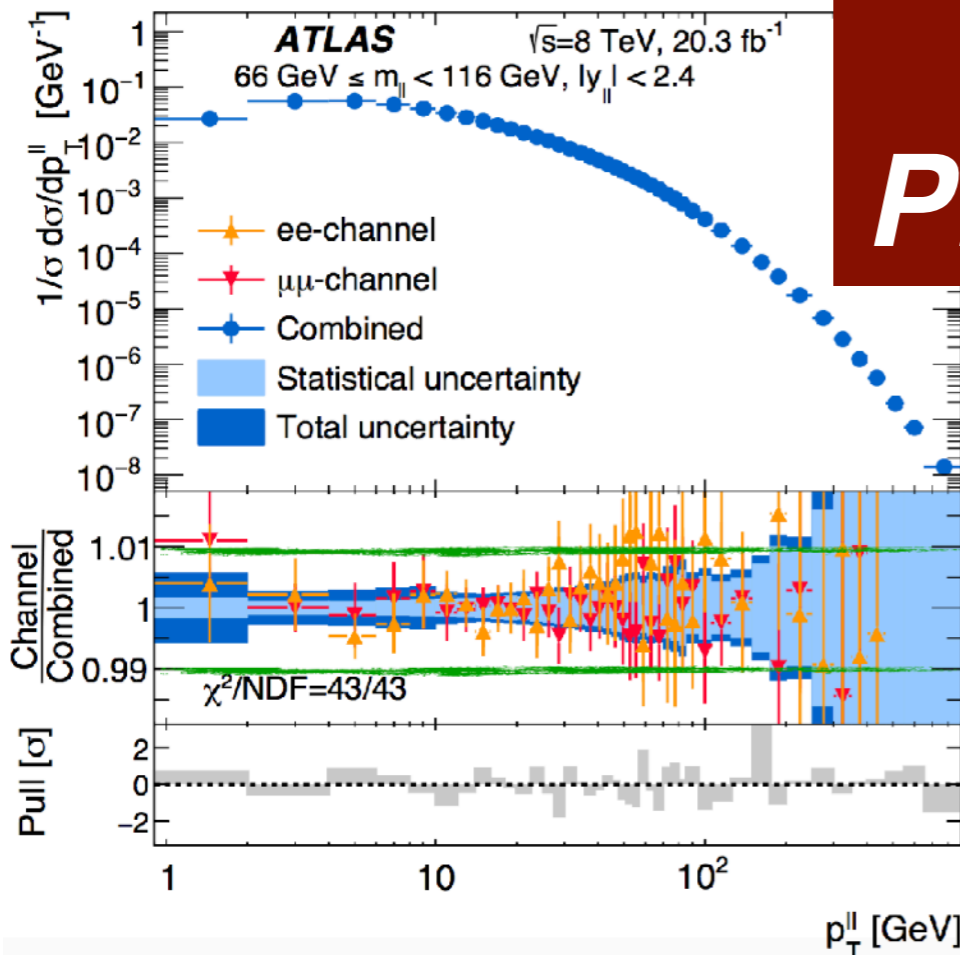 ATLAS √s=8 TeV, 20.3 fb⁻¹
66 GeV ≤ m_ll < 116 GeV, |y_ll| < 2.4
1/σ dσ/dp_T^ll [GeV⁻¹]
1
10⁻¹
10⁻²
10⁻³
10⁻⁴
10⁻⁵
10⁻⁶
10⁻⁷
10⁻⁸
ee-channel
μμ-channel
Combined
Statistical uncertainty
Total uncertainty
P
Channel
Combined
1.01
1
0.99
χ²/NDF=43/43
Pull [σ]
2
0
−2
1 10 10²
p_T^ll [GeV]